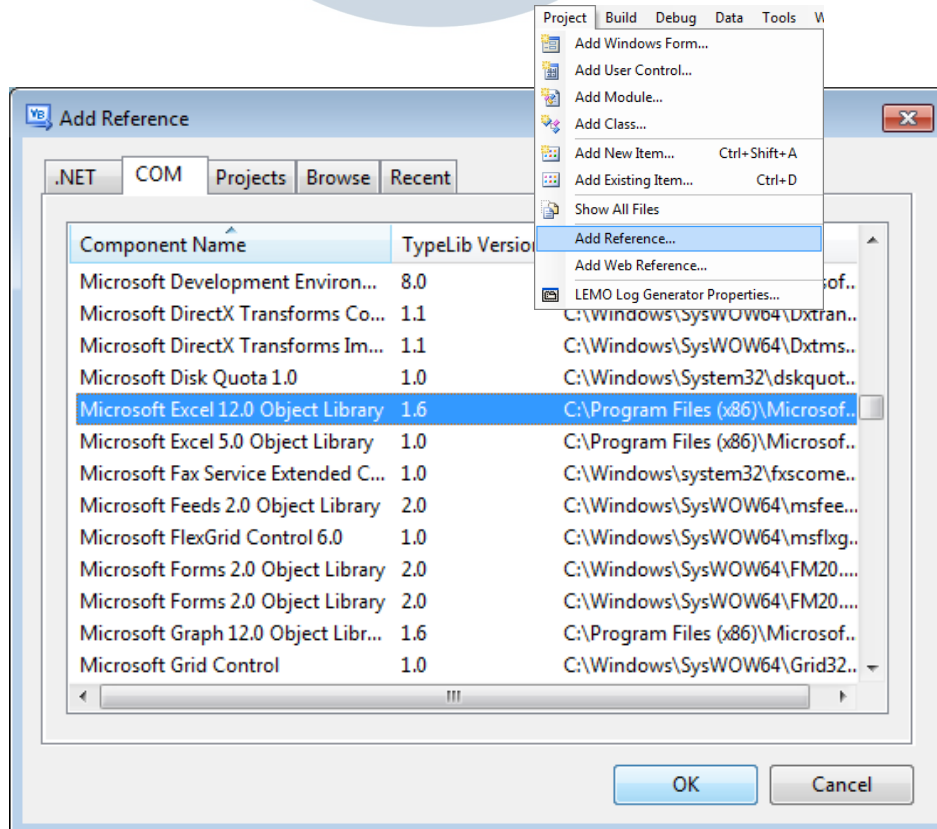 Project Build Debug Data Tools
Add Windows Form...
Add User Control...
Add Module...
Add Class...
Add New Item... Ctrl+Shift+A
Add Existing Item... Ctrl+D
Show All Files
Add Reference...
Add Web Reference...
LEMO Log Generator Properties...
Add Reference
.NET COM Projects Browse Recent
Component Name TypeLib Version
Microsoft Development Environ... 8.0 sof..
Microsoft DirectX Transforms Co... 1.1 C:\Windows\SysWOW64\Dxtran..
Microsoft DirectX Transforms Im... 1.1 C:\Windows\SysWOW64\Dxtms..
Microsoft Disk Quota 1.0 1.0 C:\Windows\System32\dskquot..
Microsoft Excel 12.0 Object Library 1.6 C:\Program Files (x86)\Microsof..
Microsoft Excel 5.0 Object Library 1.0 C:\Program Files (x86)\Microsof..
Microsoft Fax Service Extended C... 1.0 C:\Windows\system32\fxscome...
Microsoft Feeds 2.0 Object Library 2.0 C:\Windows\SysWOW64\msfee...
Microsoft FlexGrid Control 6.0 1.0 C:\Windows\SysWOW64\msflxg..
Microsoft Forms 2.0 Object Library 2.0 C:\Windows\SysWOW64\FM20....
Microsoft Forms 2.0 Object Library 2.0 C:\Windows\SysWOW64\FM20....
Microsoft Graph 12.0 Object Libr... 1.6 C:\Program Files (x86)\Microsof..
Microsoft Grid Control 1.0 C:\Windows\SysWOW64\Grid32..
OK Cancel